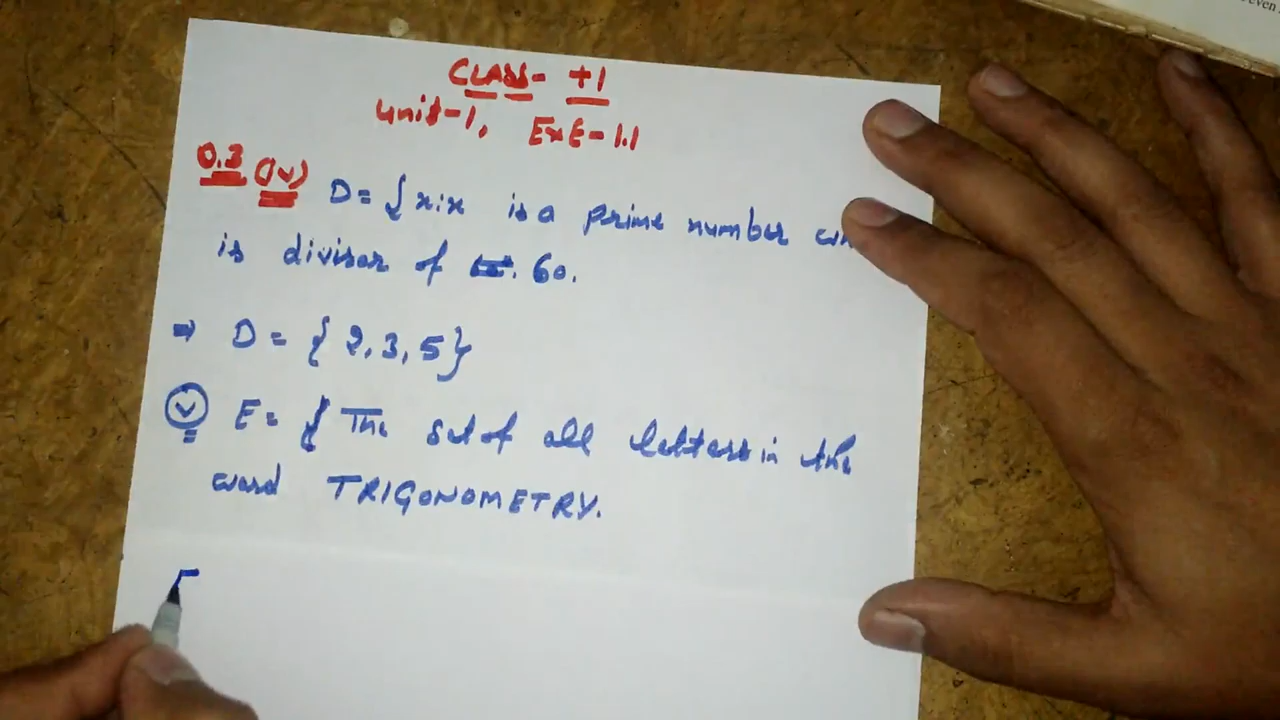 CLASS- +1
Unit-1, EXE-1.1
Q.3 (iv) D = { x:x is a prime number
is divisor of 60.
⇒ D = { 2, 3, 5}
(v) E = { The set of all letters in the
word TRIGONOMETRY.
even